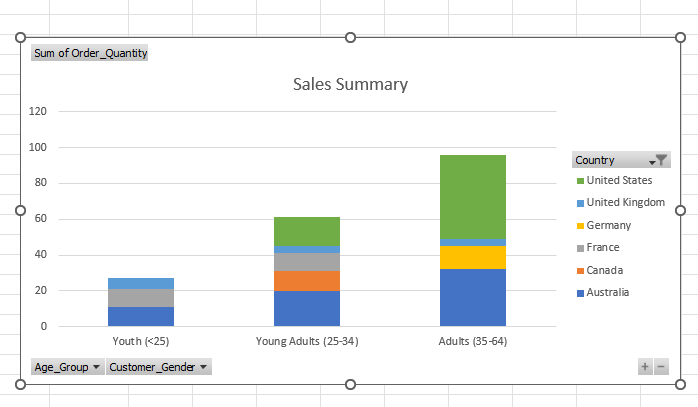 Sum of Order_Quantity
Sales Summary
120
100
80
60
40
20
0
Youth (<25)
Young Adults (25-34)
Adults (35-64)
Country
United States
United Kingdom
Germany
France
Canada
Australia
Age_Group
Customer_Gender
+
−